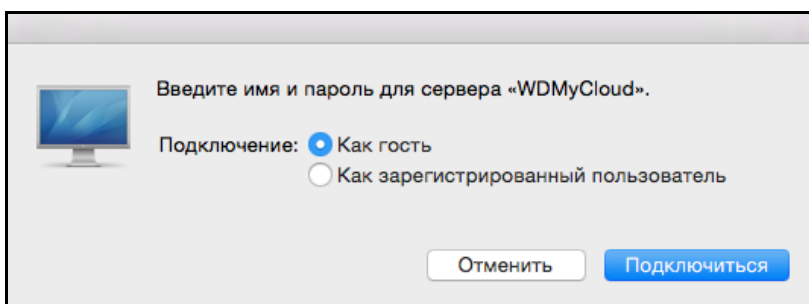 Введите имя и пароль для сервера «WDMyCloud».
Подключение: Как гость
Как зарегистрированный пользователь
Отменить Подключиться